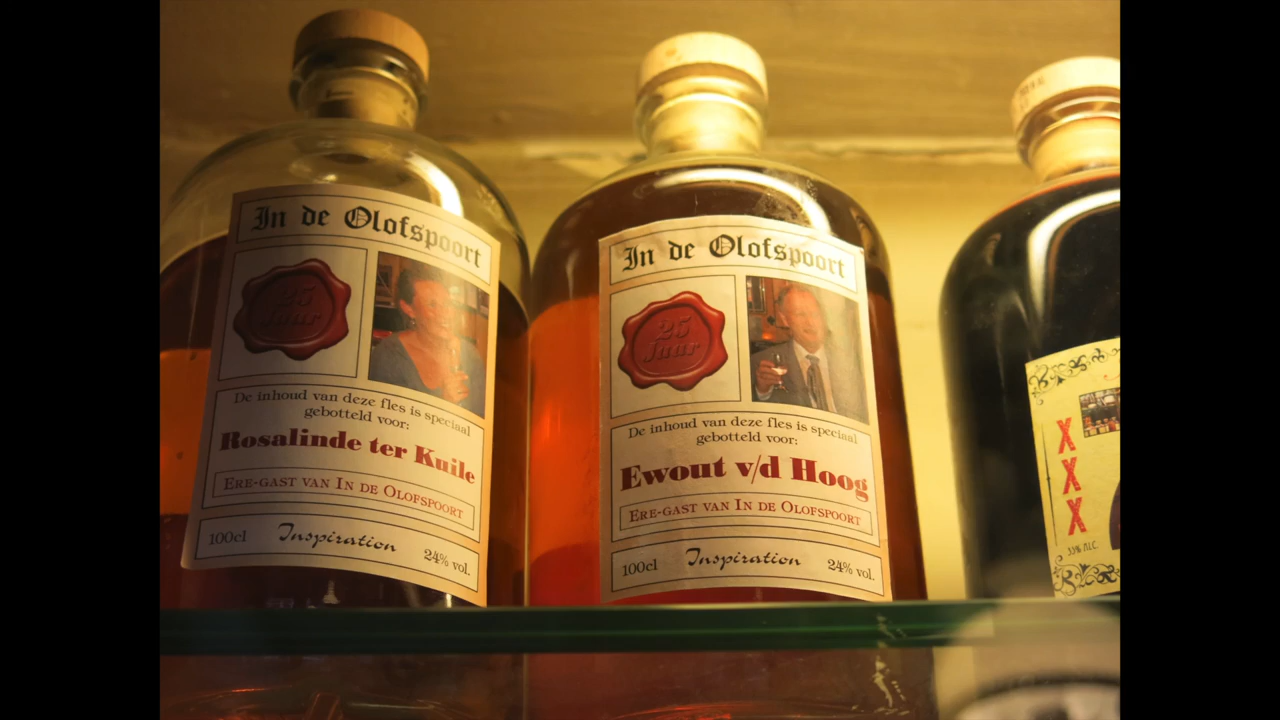 In de Olofspoort
25
Jaar
De inhoud van deze fles is speciaal
gebotteld voor:
Rosalinde ter Kuile
Ere-gast van In de Olofspoort
100cl
Inspiration
24% vol.
In de Olofspoort
25
Jaar
De inhoud van deze fles is speciaal
gebotteld voor:
Ewout v/d Hoog
Ere-gast van In de Olofspoort
100cl
Inspiration
24% vol.
X
X
X